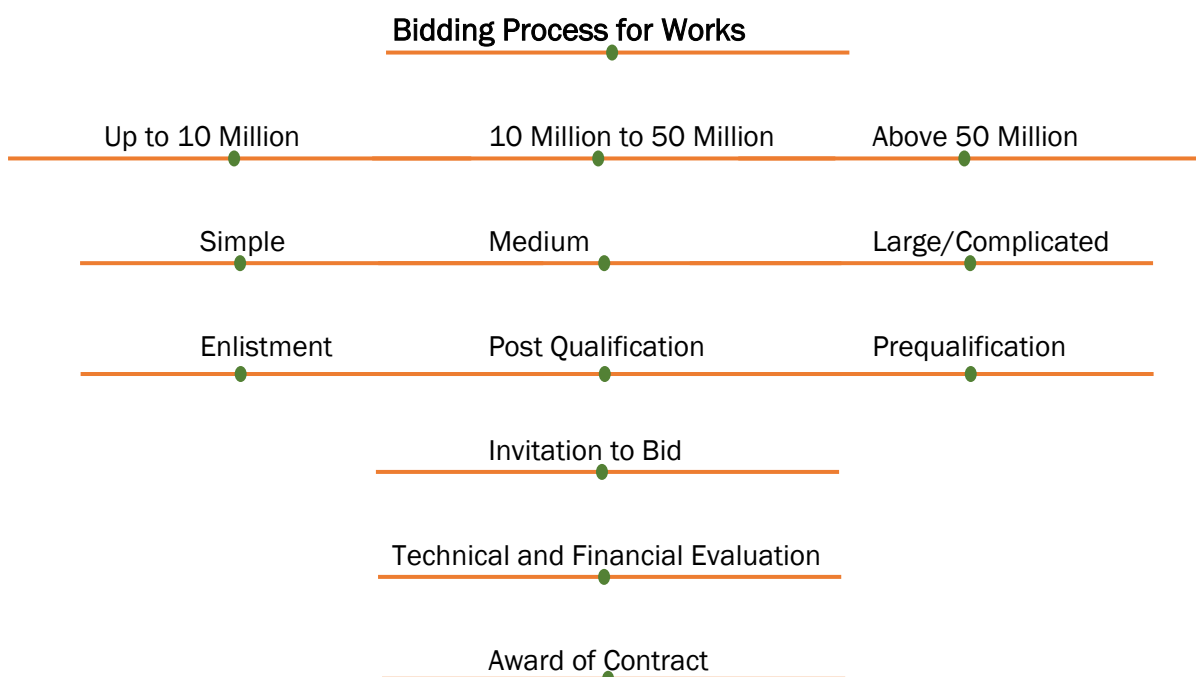 Bidding Process for Works
Up to 10 Million 10 Million to 50 Million Above 50 Million
Simple Medium Large/Complicated
Enlistment Post Qualification Prequalification
Invitation to Bid
Technical and Financial Evaluation
Award of Contract